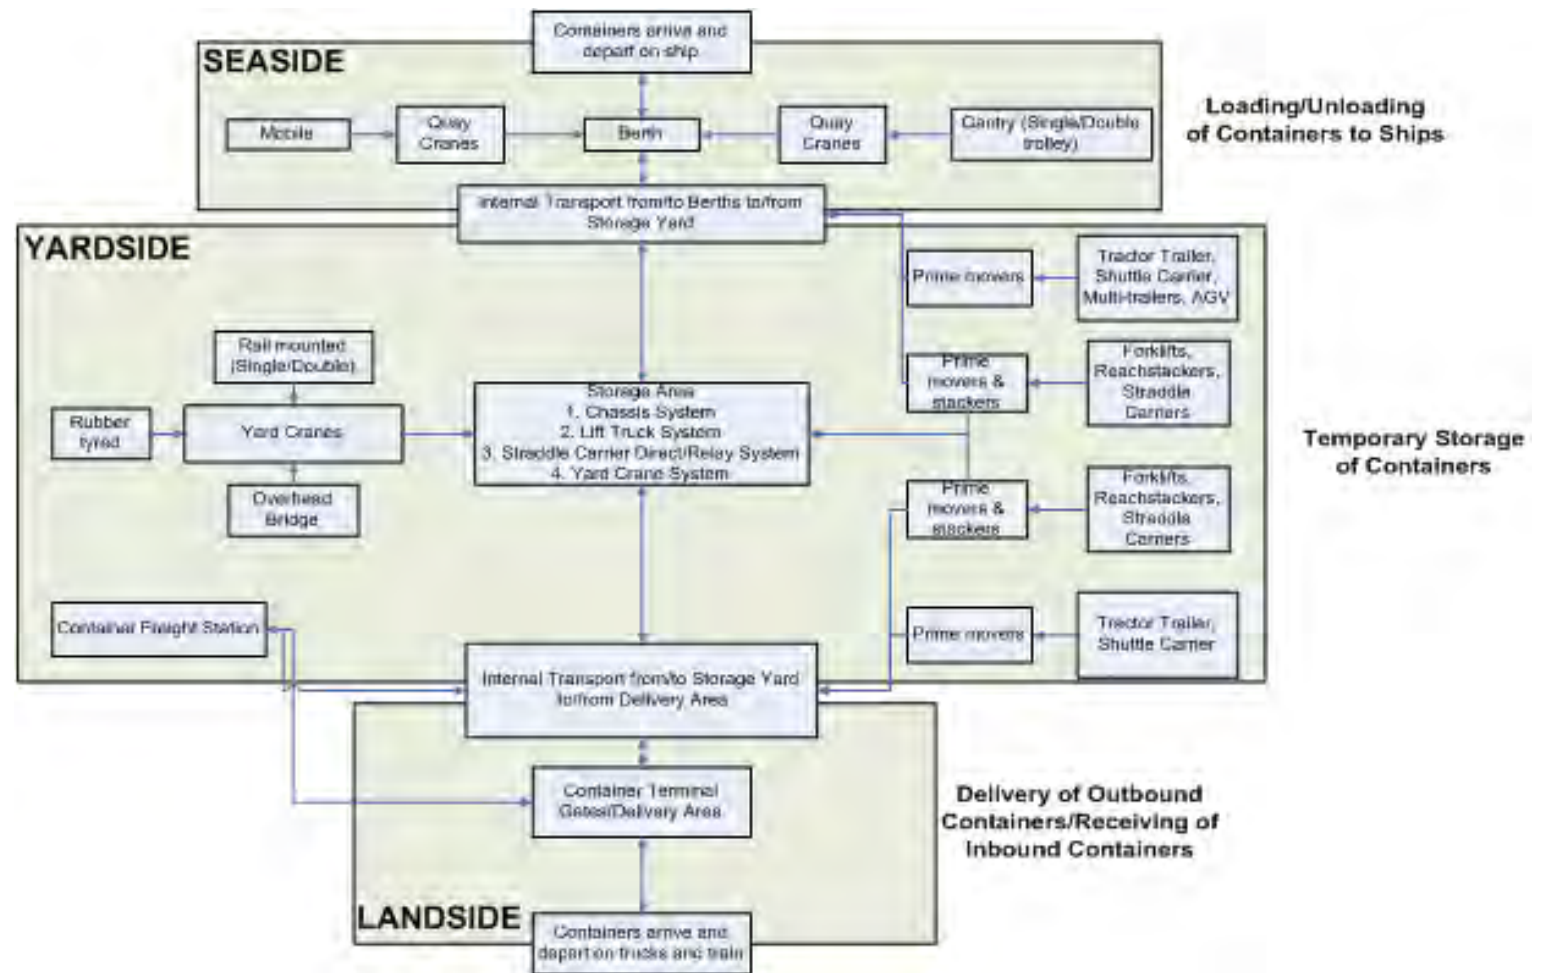 Containers arrive and
depart on ship
SEASIDE
Mobile
Quay
Cranes
Berth
Quay
Cranes
Gantry (Single/Double
trolley)
Loading/Unloading
of Containers to Ships
Internal Transport from/to Berths to/from
Storage Yard
YARDSIDE
Prime movers
Tractor Trailer,
Shuttle Carrier,
Multi-trailers, AGV
Rail mounted
(Single/Double)
Prime
movers &
stackers
Forklifts,
Reachstackers,
Straddle
Carriers
Rubber
tyred
Yard Cranes
Storage Area
1. Chassis System
2. Lift Truck System
3. Straddle Carrier Direct/Relay System
4. Yard Crane System
Temporary Storage
of Containers
Overhead
Bridge
Prime
movers &
stackers
Forklifts,
Reachstackers,
Straddle
Carriers
Container Freight Station
Prime movers
Tractor Trailer,
Shuttle Carrier
Internal Transport from/to Storage Yard
to/from Delivery Area
Container Terminal
Gates/Delivery Area
Delivery of Outbound
Containers/Receiving of
Inbound Containers
LANDSIDE
Containers arrive and
depart on trucks and train